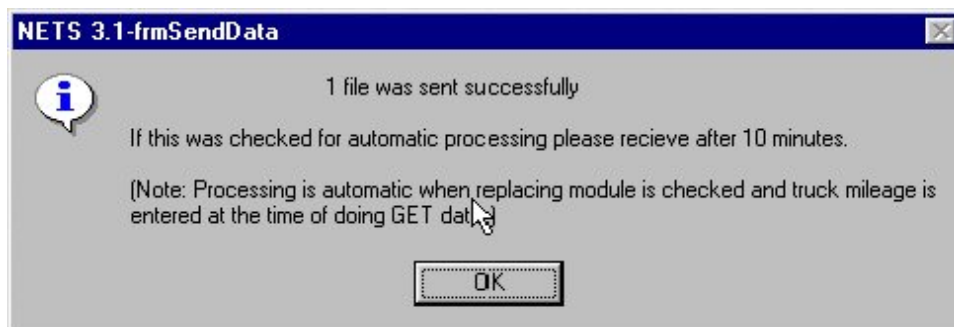 NETS 3.1-frmSendData
1 file was sent successfully
If this was checked for automatic processing please recieve after 10 minutes.
(Note: Processing is automatic when replacing module is checked and truck mileage is
entered at the time of doing GET data)
OK